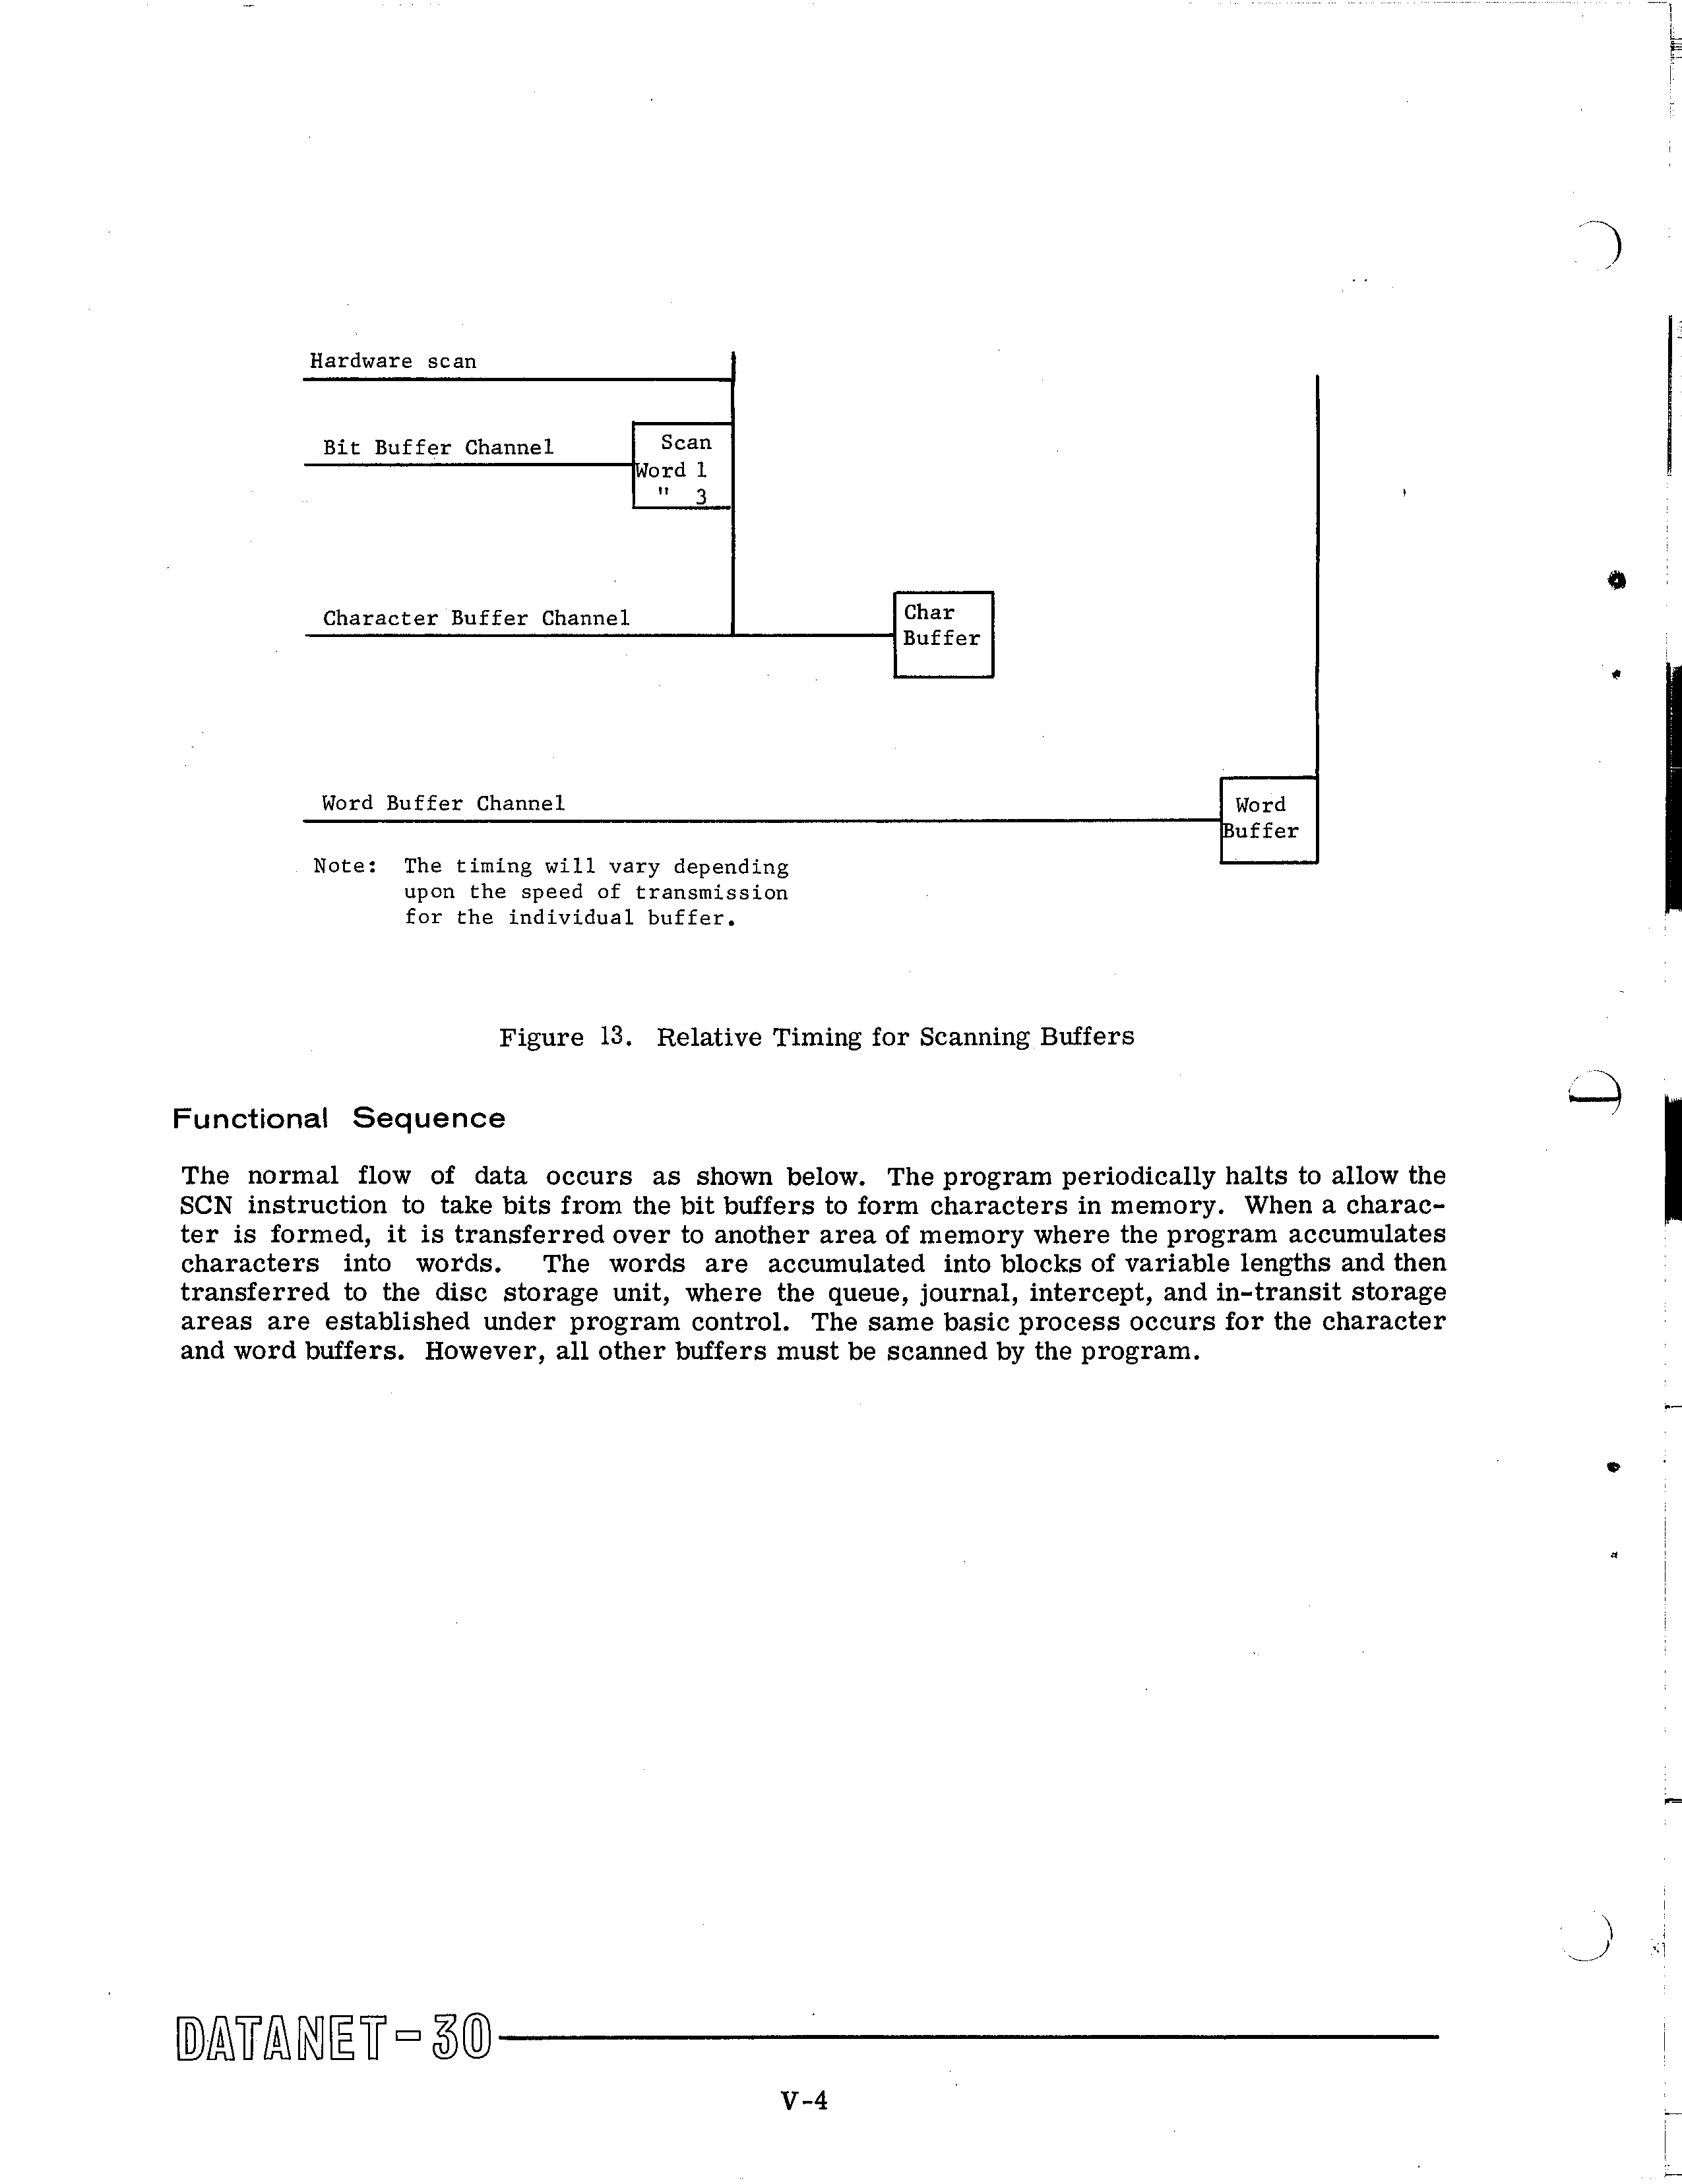 Hardware scan
Bit Buffer Channel
Scan
Word 1
" 3
Character Buffer Channel
Char
Buffer
Word Buffer Channel
Word
Buffer
Note: The timing will vary depending
upon the speed of transmission
for the individual buffer.
Figure 13. Relative Timing for Scanning Buffers
Functional Sequence
The normal flow of data occurs as shown below. The program periodically halts to allow the
SCN instruction to take bits from the bit buffers to form characters in memory. When a charac-
ter is formed, it is transferred over to another area of memory where the program accumulates
characters into words. The words are accumulated into blocks of variable lengths and then
transferred to the disc storage unit, where the queue, journal, intercept, and in-transit storage
areas are established under program control. The same basic process occurs for the character
and word buffers. However, all other buffers must be scanned by the program.
DATANET-30
V-4